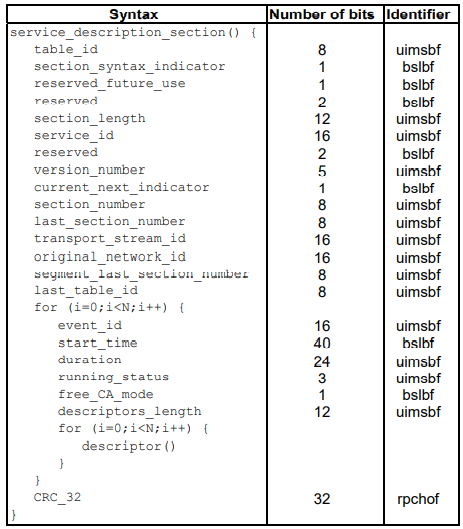 Syntax Number of bits Identifier
service_description_section() {
table_id 8 uimsbf
section_syntax_indicator 1 bslbf
reserved_future_use 1 bslbf
reserved 2 bslbf
section_length 12 uimsbf
service_id 16 uimsbf
reserved 2 bslbf
version_number 5 uimsbf
current_next_indicator 1 bslbf
section_number 8 uimsbf
last_section_number 8 uimsbf
transport_stream_id 16 uimsbf
original_network_id 16 uimsbf
segment_last_section_number 8 uimsbf
last_table_id 8 uimsbf
for (i=0;i<N;i++) {
event_id 16 uimsbf
start_time 40 bslbf
duration 24 uimsbf
running_status 3 uimsbf
free_CA_mode 1 bslbf
descriptors_length 12 uimsbf
for (i=0;i<N;i++) {
descriptor()
}
}
CRC_32 32 rpchof
}